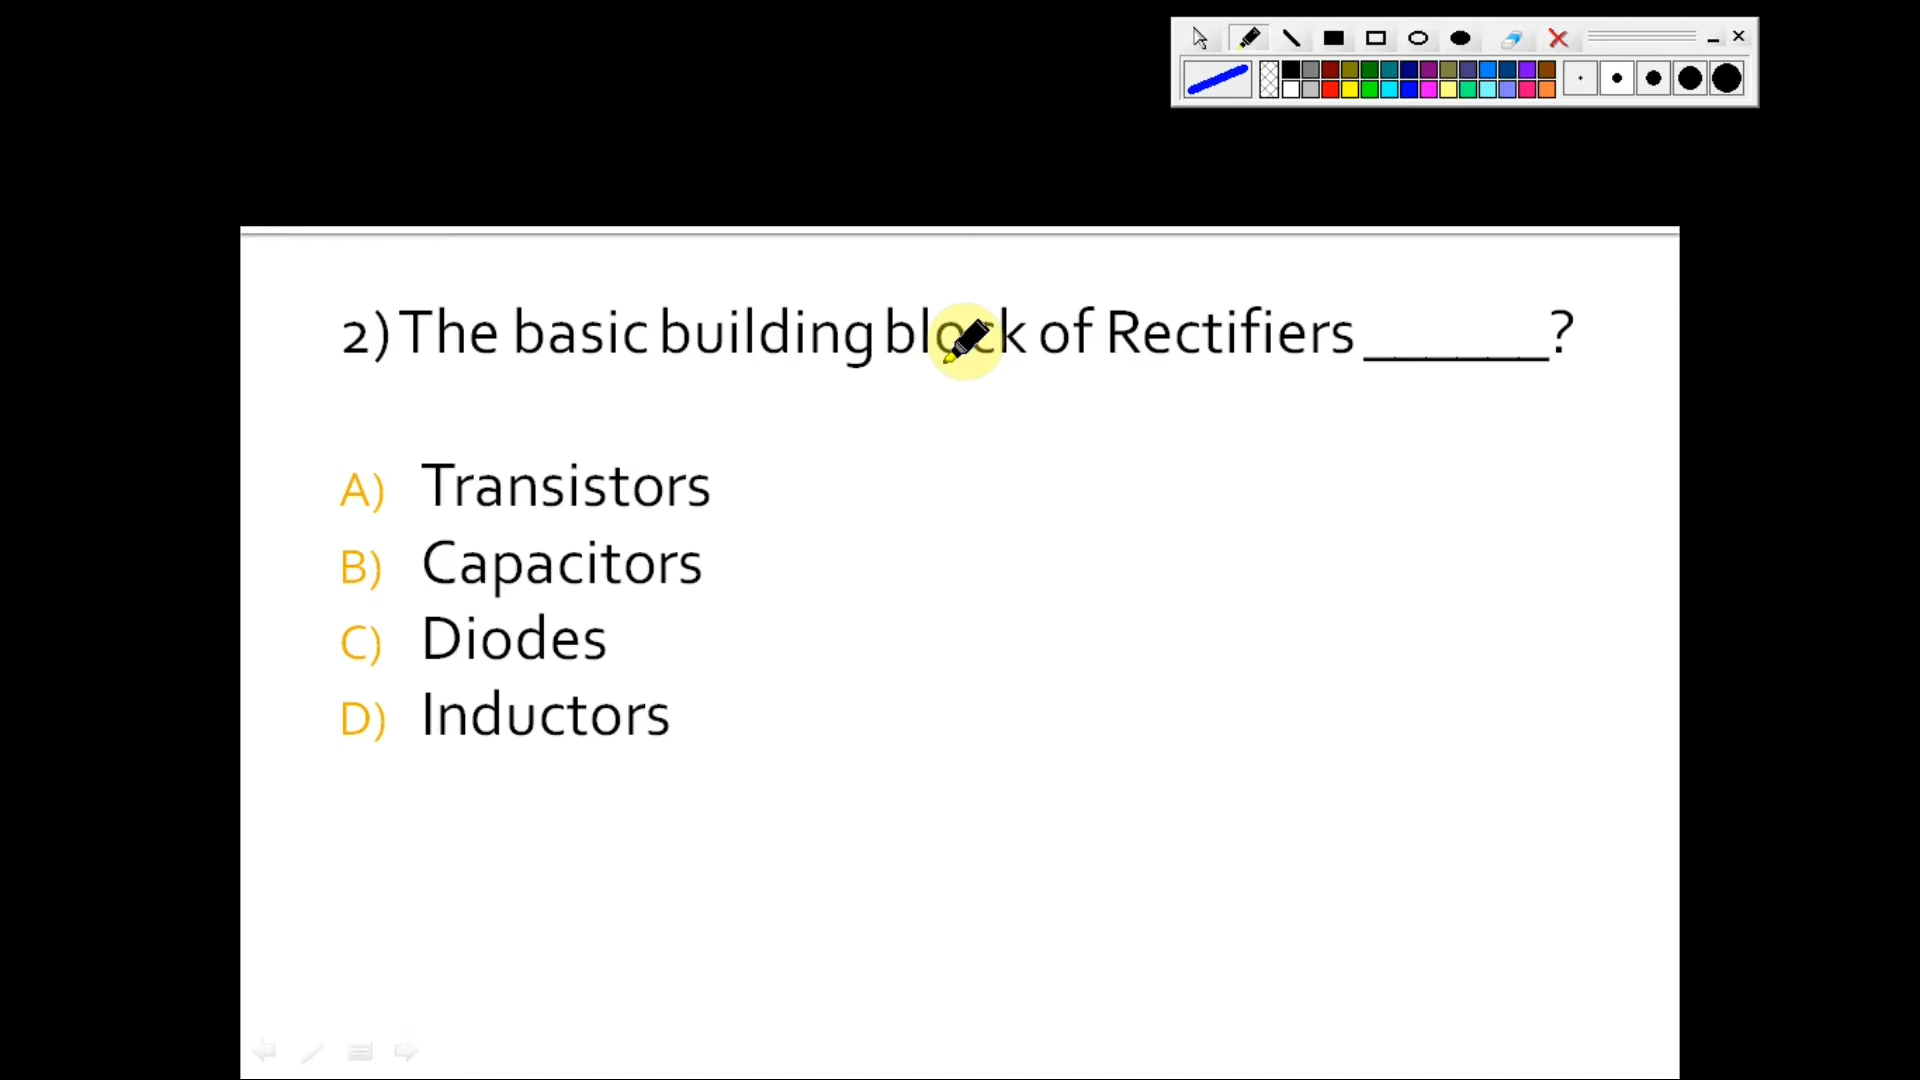 2) The basic building block of Rectifiers ______?
A) Transistors
B) Capacitors
C) Diodes
D) Inductors